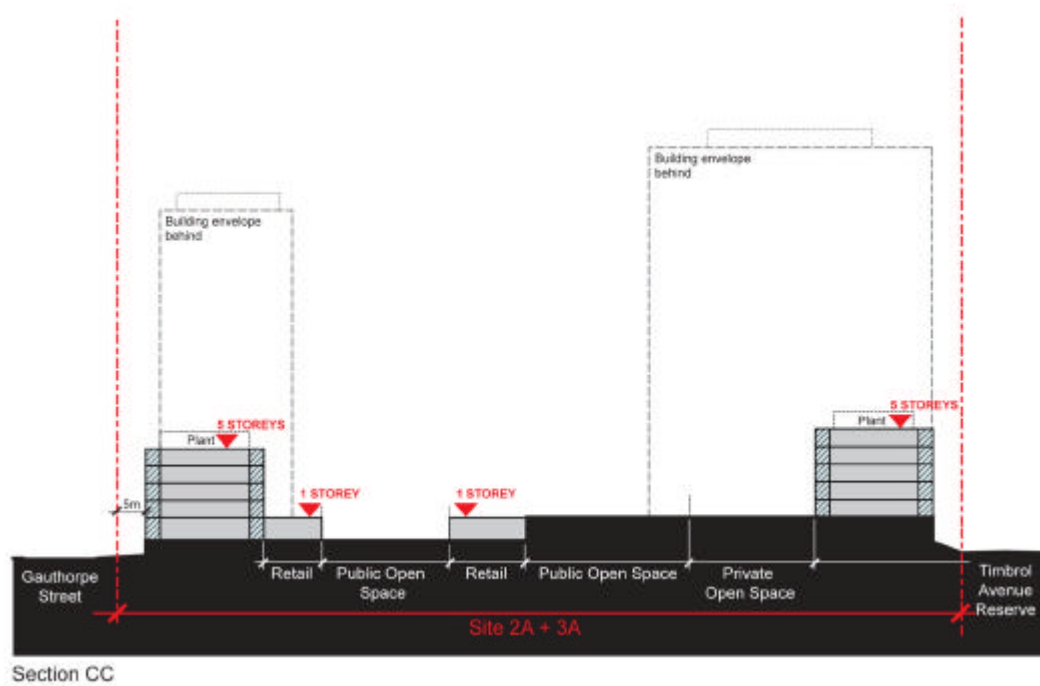 Building envelope
behind
Building envelope
behind
5 STOREYS
Plant
5 STOREYS
Plant
1 STOREY
1 STOREY
5m
Gauthorpe
Street
Retail
Public Open
Space
Retail
Public Open Space
Private
Open Space
Timbrol
Avenue
Reserve
Site 2A + 3A
Section CC